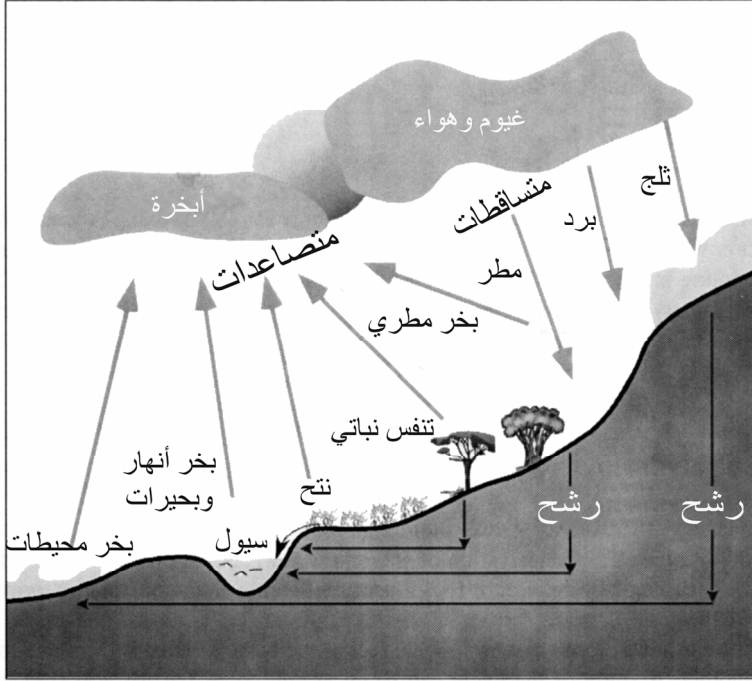 غيوم وهواء
أبخرة
ثلج
برد
متساقطات
مطر
متصاعدات
بخر مطري
تنفس نباتي
نتح
بخر أنهار
وبحيرات
بخر محيطات
سيول
رشح
رشح